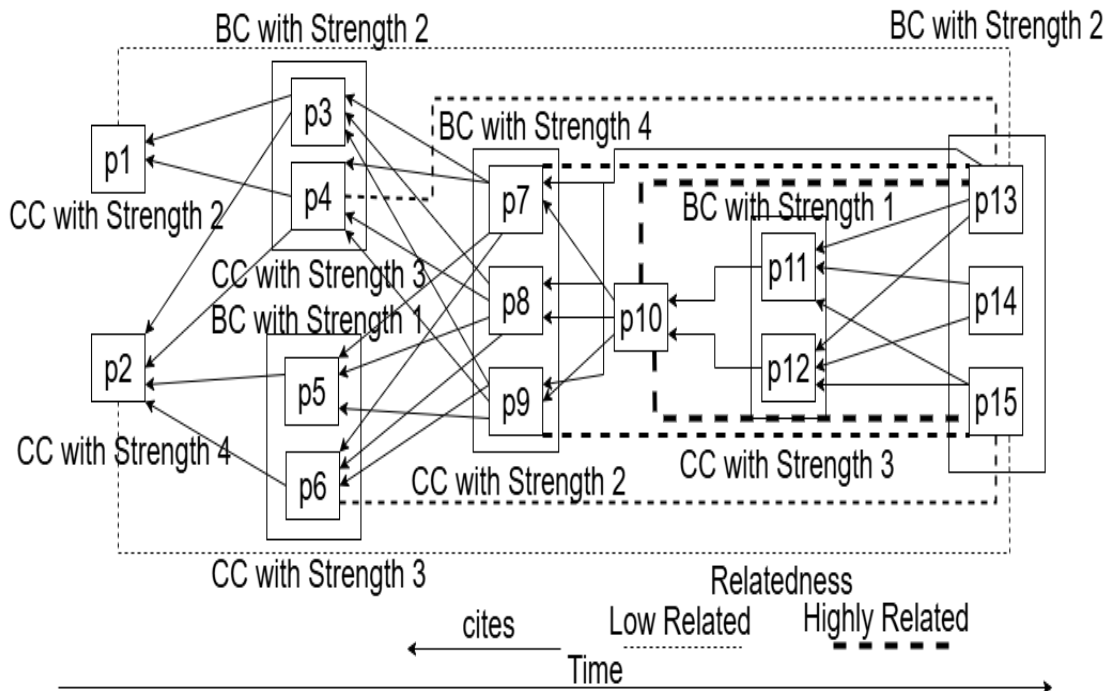 BC with Strength 2
BC with Strength 2
p3
p1
p4
CC with Strength 2
CC with Strength 3
BC with Strength 1
p2
p5
CC with Strength 4
p6
CC with Strength 3
BC with Strength 4
p7
p8
p9
CC with Strength 2
p10
BC with Strength 1
p11
p12
CC with Strength 3
p13
p14
p15
Relatedness
cites
Low Related
Highly Related
Time